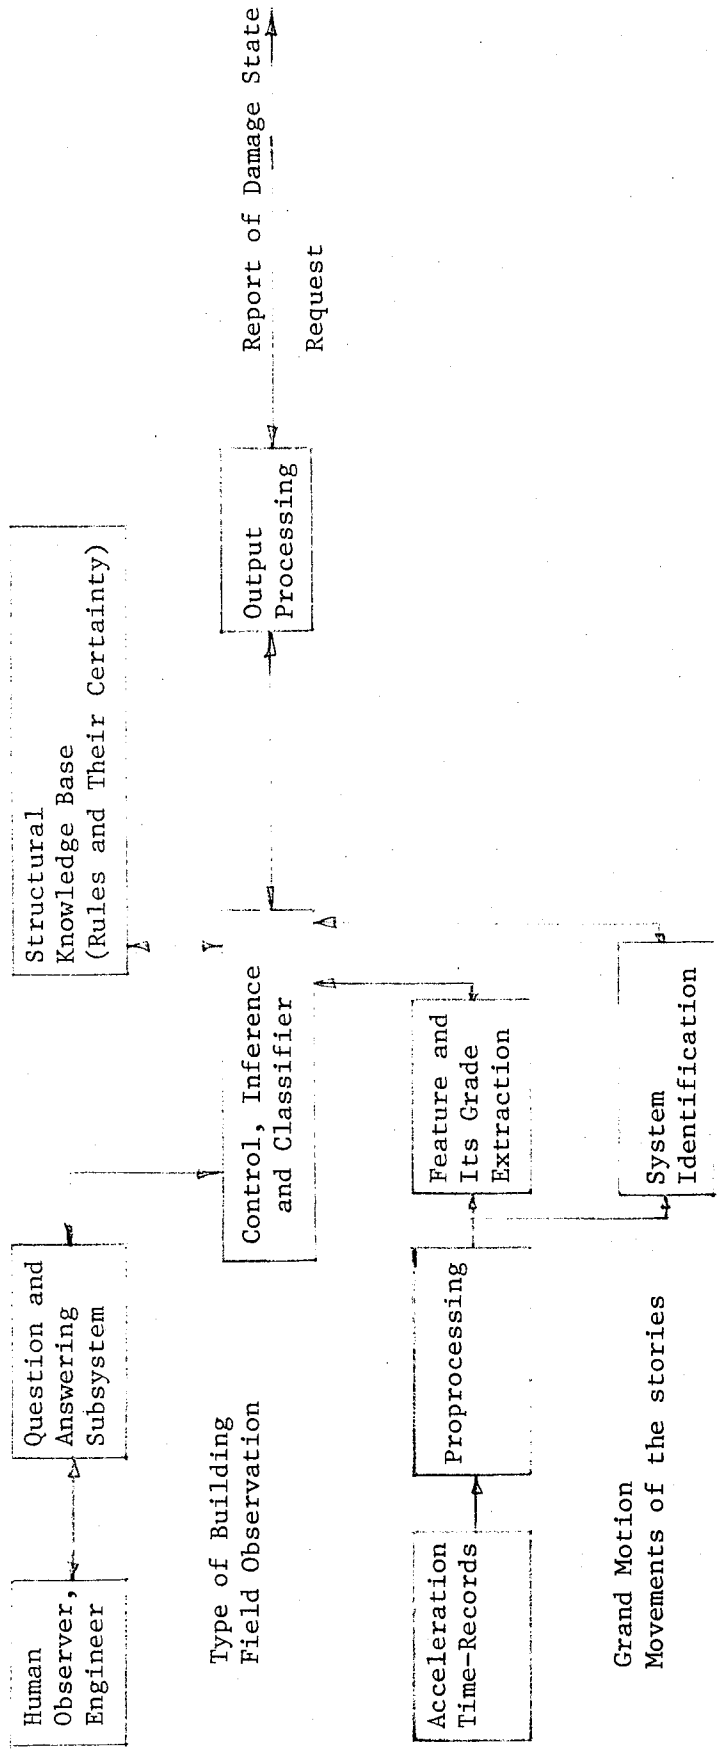 Human
Observer,
Engineer
Question and
Answering
Subsystem
Structural
Knowledge Base
(Rules and Their Certainty)
Type of Building
Field Observation
Control, Inference
and Classifier
Output
Processing
Report of Damage State
Request
Acceleration
Time-Records
Proprocessing
Feature and
Its Grade
Extraction
Grand Motion
Movements of the stories
System
Identification